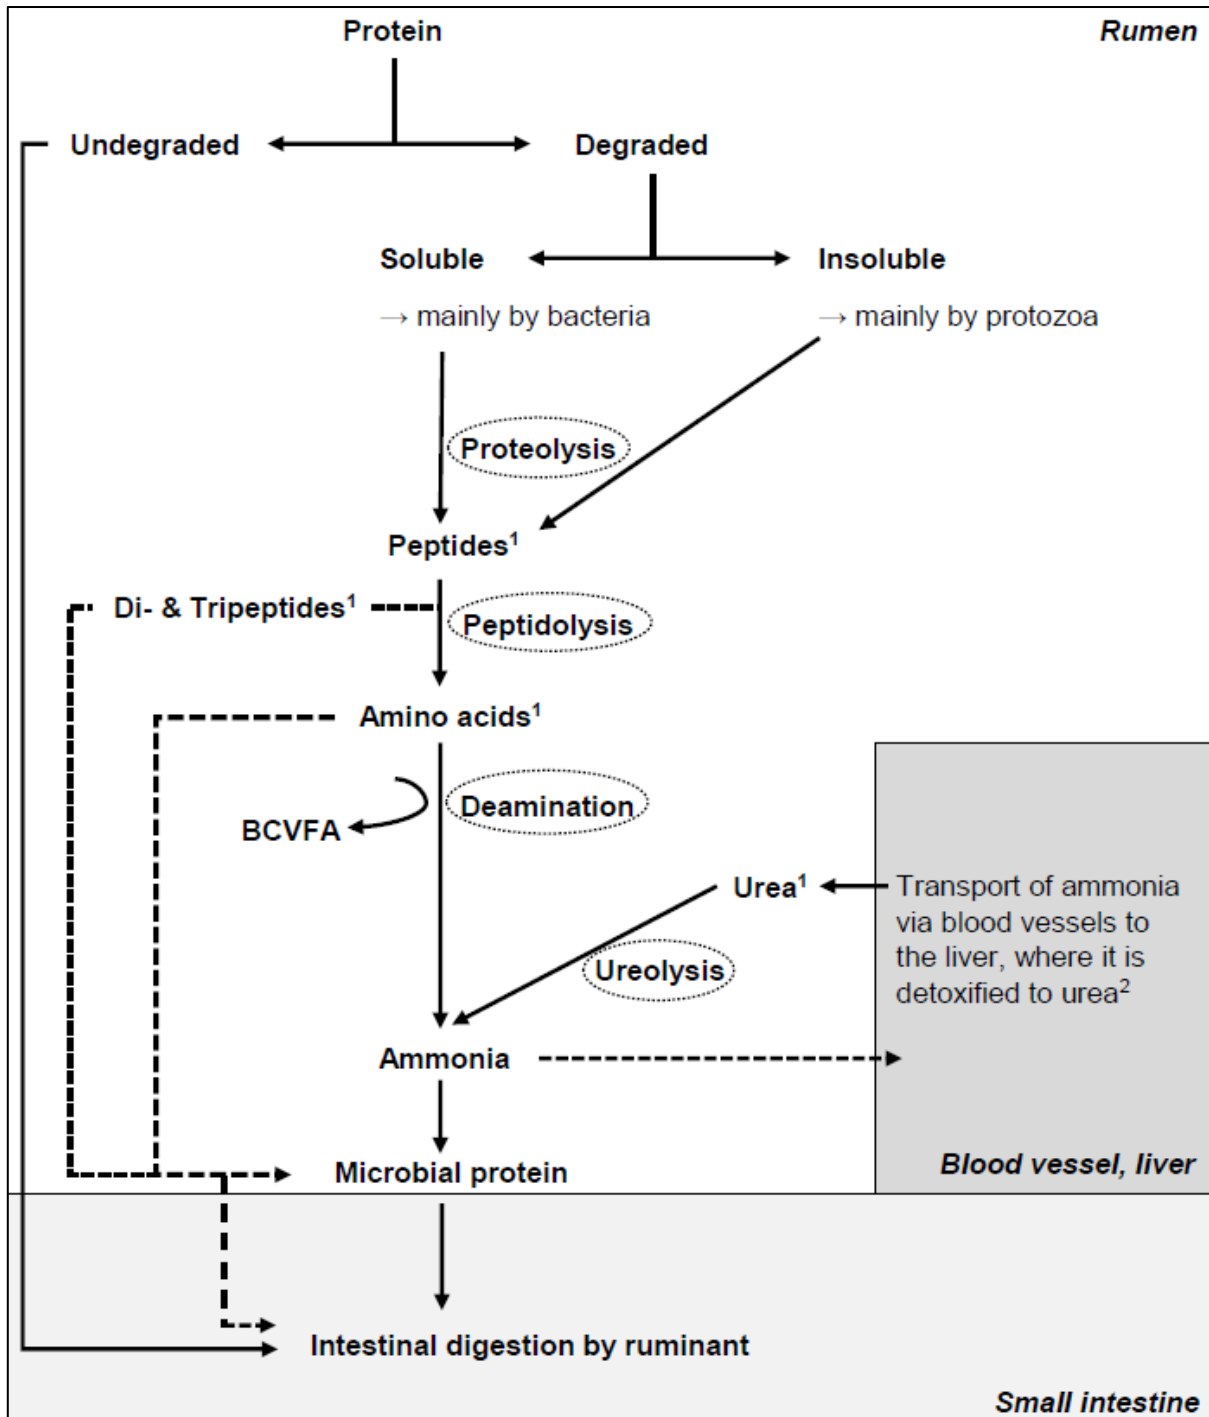 Protein
Rumen
Undegraded
Degraded
Soluble
Insoluble
→ mainly by bacteria
→ mainly by protozoa
Proteolysis
Peptides¹
Di- & Tripeptides¹
Peptidolysis
Amino acids¹
Deamination
BCVFA
Urea¹
Transport of ammonia
via blood vessels to
the liver, where it is
detoxified to urea²
Ureolysis
Ammonia
Blood vessel, liver
Microbial protein
Intestinal digestion by ruminant
Small intestine